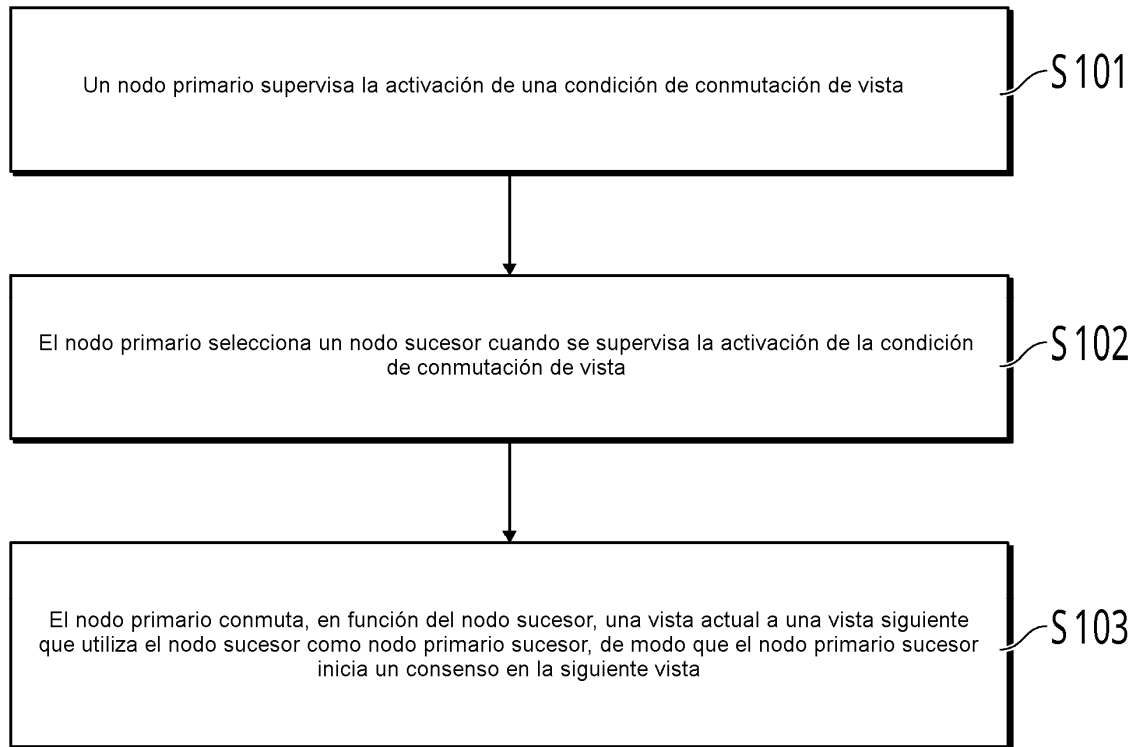 Un nodo primario supervisa la activación de una condición de conmutación de vista
S101
El nodo primario selecciona un nodo sucesor cuando se supervisa la activación de la condición
de conmutación de vista
S102
El nodo primario conmuta, en función del nodo sucesor, una vista actual a una vista siguiente
que utiliza el nodo sucesor como nodo primario sucesor, de modo que el nodo primario sucesor
inicia un consenso en la siguiente vista
S103